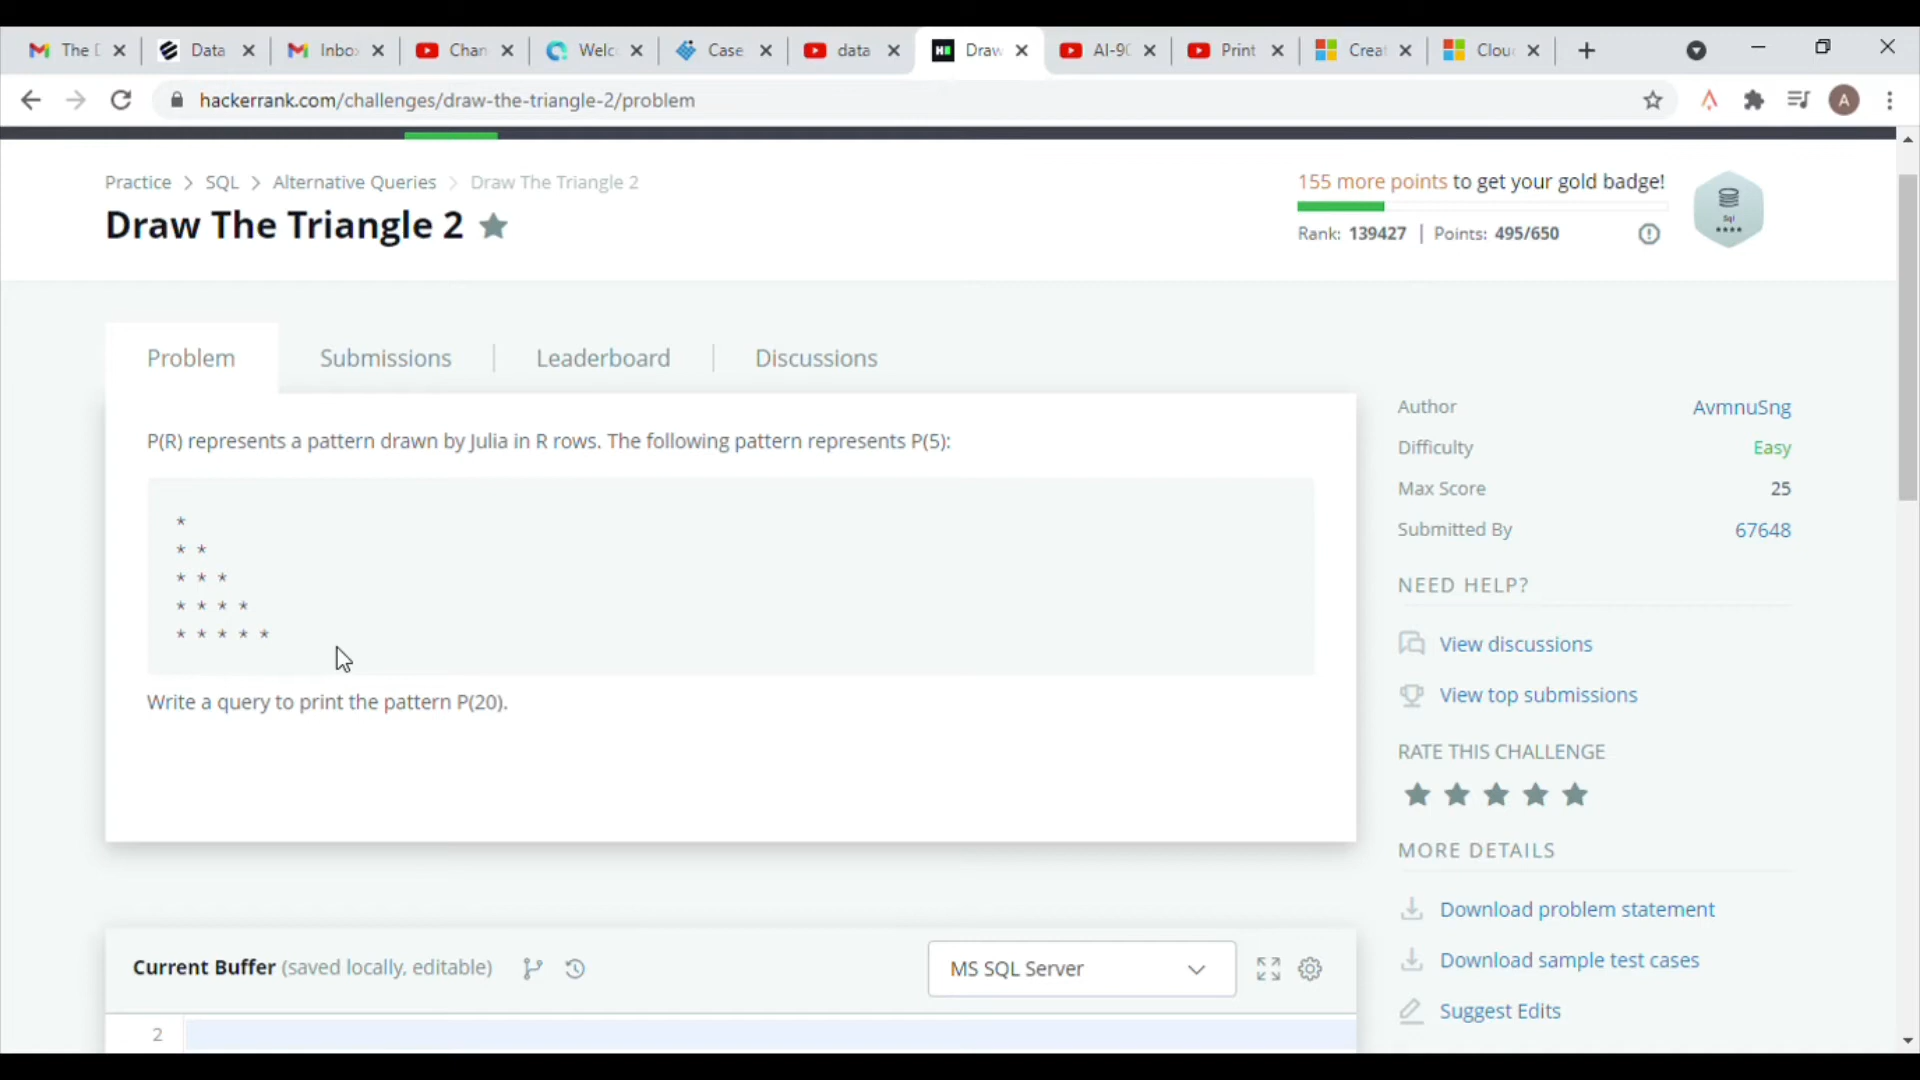 The D
Data
Inbo
Chan
Welc
Case
data
Draw
AI-90
Print
Creat
Clou
hackerrank.com/challenges/draw-the-triangle-2/problem
A
Practice > SQL > Alternative Queries > Draw The Triangle 2
Draw The Triangle 2
155 more points to get your gold badge!
Rank: 139427 | Points: 495/650
Sql
Problem
Submissions
Leaderboard
Discussions
P(R) represents a pattern drawn by Julia in R rows. The following pattern represents P(5):
*
* *
* * *
* * * *
* * * * *
Write a query to print the pattern P(20).
Author AvmnuSng
Difficulty Easy
Max Score 25
Submitted By 67648
NEED HELP?
View discussions
View top submissions
RATE THIS CHALLENGE
MORE DETAILS
Download problem statement
Download sample test cases
Suggest Edits
Current Buffer (saved locally, editable)
MS SQL Server
2